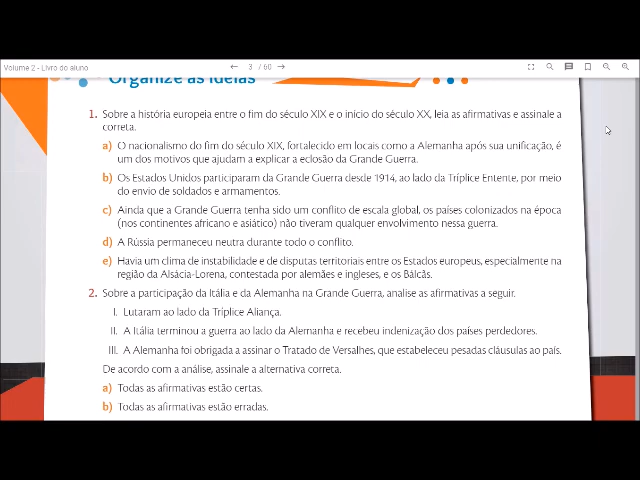 Volume 2 - Livro do aluno
3 / 60
Organize as ideias
1. Sobre a história europeia entre o fim do século XIX e o início do século XX, leia as afirmativas e assinale a
correta.
a) O nacionalismo do fim do século XIX, fortalecido em locais como a Alemanha após sua unificação, é
um dos motivos que ajudam a explicar a eclosão da Grande Guerra.
b) Os Estados Unidos participaram da Grande Guerra desde 1914, ao lado da Tríplice Entente, por meio
do envio de soldados e armamentos.
c) Ainda que a Grande Guerra tenha sido um conflito de escala global, os países colonizados na época
(nos continentes africano e asiático) não tiveram qualquer envolvimento nessa guerra.
d) A Rússia permaneceu neutra durante todo o conflito.
e) Havia um clima de instabilidade e de disputas territoriais entre os Estados europeus, especialmente na
região da Alsácia-Lorena, contestada por alemães e ingleses, e os Bálcãs.
2. Sobre a participação da Itália e da Alemanha na Grande Guerra, analise as afirmativas a seguir.
I. Lutaram ao lado da Tríplice Aliança.
II. A Itália terminou a guerra ao lado da Alemanha e recebeu indenização dos países perdedores.
III. A Alemanha foi obrigada a assinar o Tratado de Versalhes, que estabeleceu pesadas cláusulas ao país.
De acordo com a análise, assinale a alternativa correta.
a) Todas as afirmativas estão certas.
b) Todas as afirmativas estão erradas.